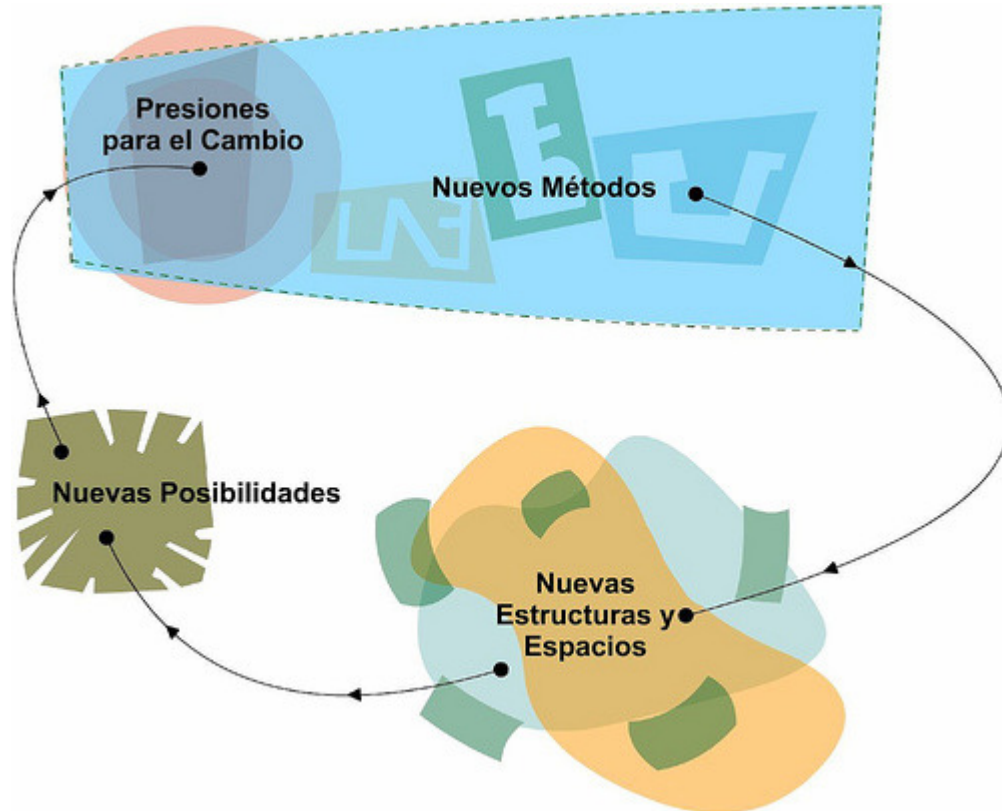 Presiones
para el Cambio
Nuevos Métodos
Nuevas Posibilidades
Nuevas
Estructuras y
Espacios